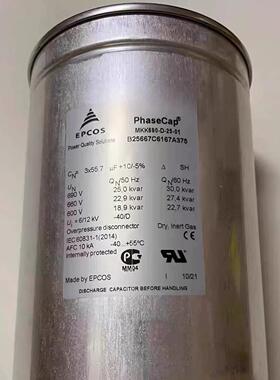 EPCOS
Power Quality Solutions
PhaseCap®
MKK690-D-25-01
B25667C6167A375
CN 3x55,7 µF +10/-5% Δ SH
UN QN/50 Hz QN/60 Hz
690 V 25,0 kvar 30,0 kvar
660 V 22,9 kvar 27,4 kvar
600 V 18,9 kvar 22,7 kvar
Ui = 6/12 kV -40/D
Overpressure disconnector Dry, Inert Gas
IEC 60831-1(2014)
AFC 10 kA -40...+55°C
Internally protected
MM04
Made by EPCOS I 10/21
DISCHARGE CAPACITOR BEFORE HANDLING